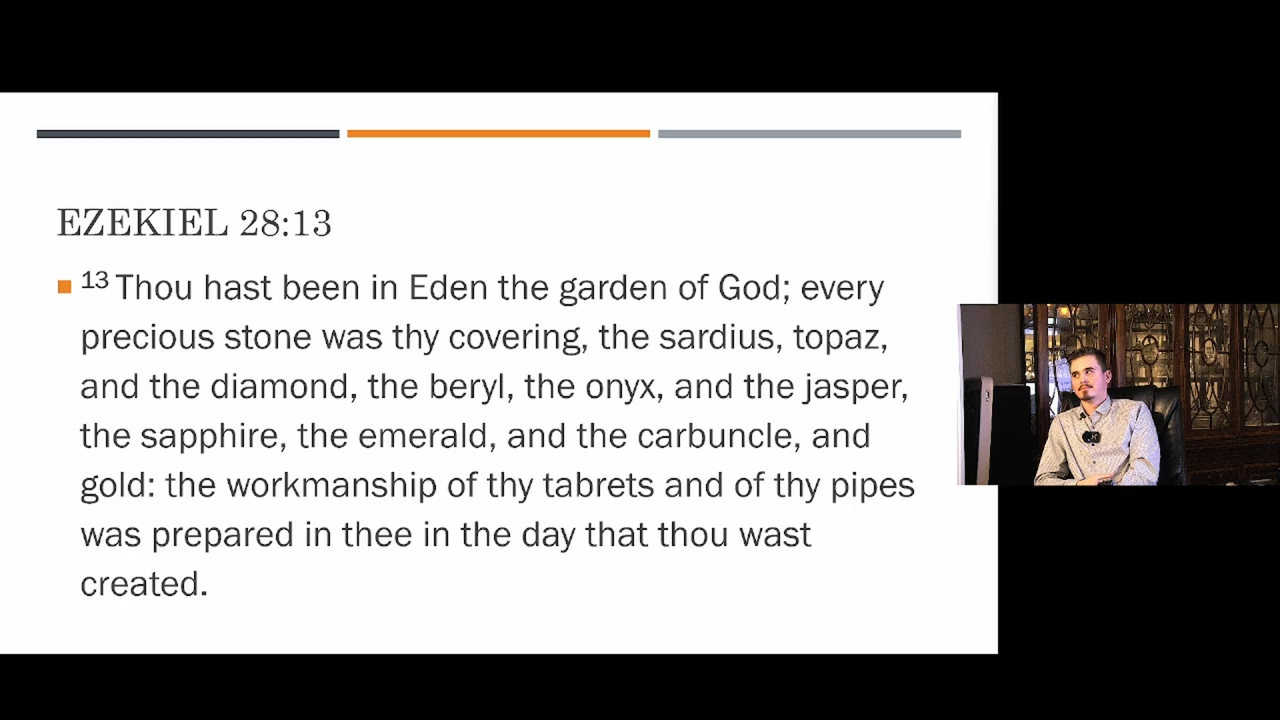 EZEKIEL 28:13
13 Thou hast been in Eden the garden of God; every
precious stone was thy covering, the sardius, topaz,
and the diamond, the beryl, the onyx, and the jasper,
the sapphire, the emerald, and the carbuncle, and
gold: the workmanship of thy tabrets and of thy pipes
was prepared in thee in the day that thou wast
created.